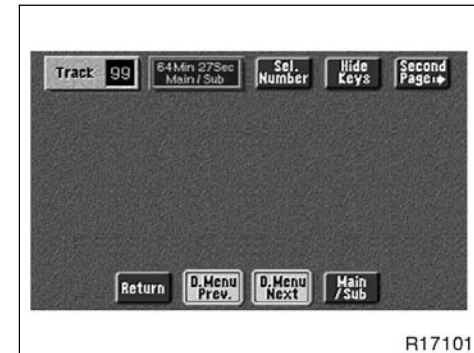 Track 99
64Min 27Sec
Main / Sub
Sel.
Number
Hide
Keys
Second
Page
Return
D.Menu
Prev.
D.Menu
Next
Main
/Sub
R17101